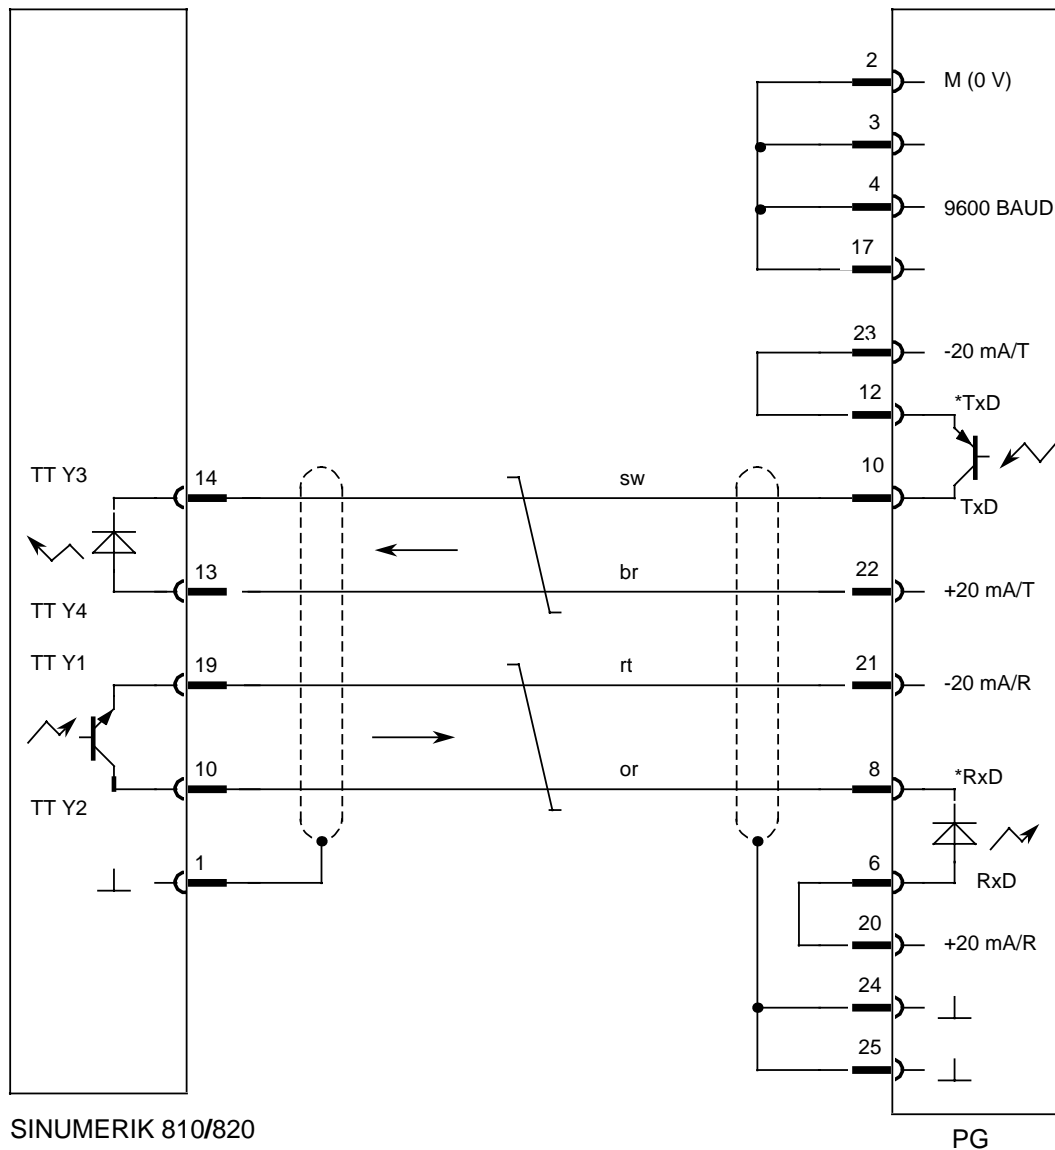 2
M (0 V)
3
4
9600 BAUD
17
23
-20 mA/T
12
*TxD
TT Y3
14
sw
10
TxD
13
br
22
+20 mA/T
TT Y4
TT Y1
19
rt
21
-20 mA/R
10
or
8
*RxD
TT Y2
1
6
RxD
20
+20 mA/R
24
25
SINUMERIK 810/820
PG